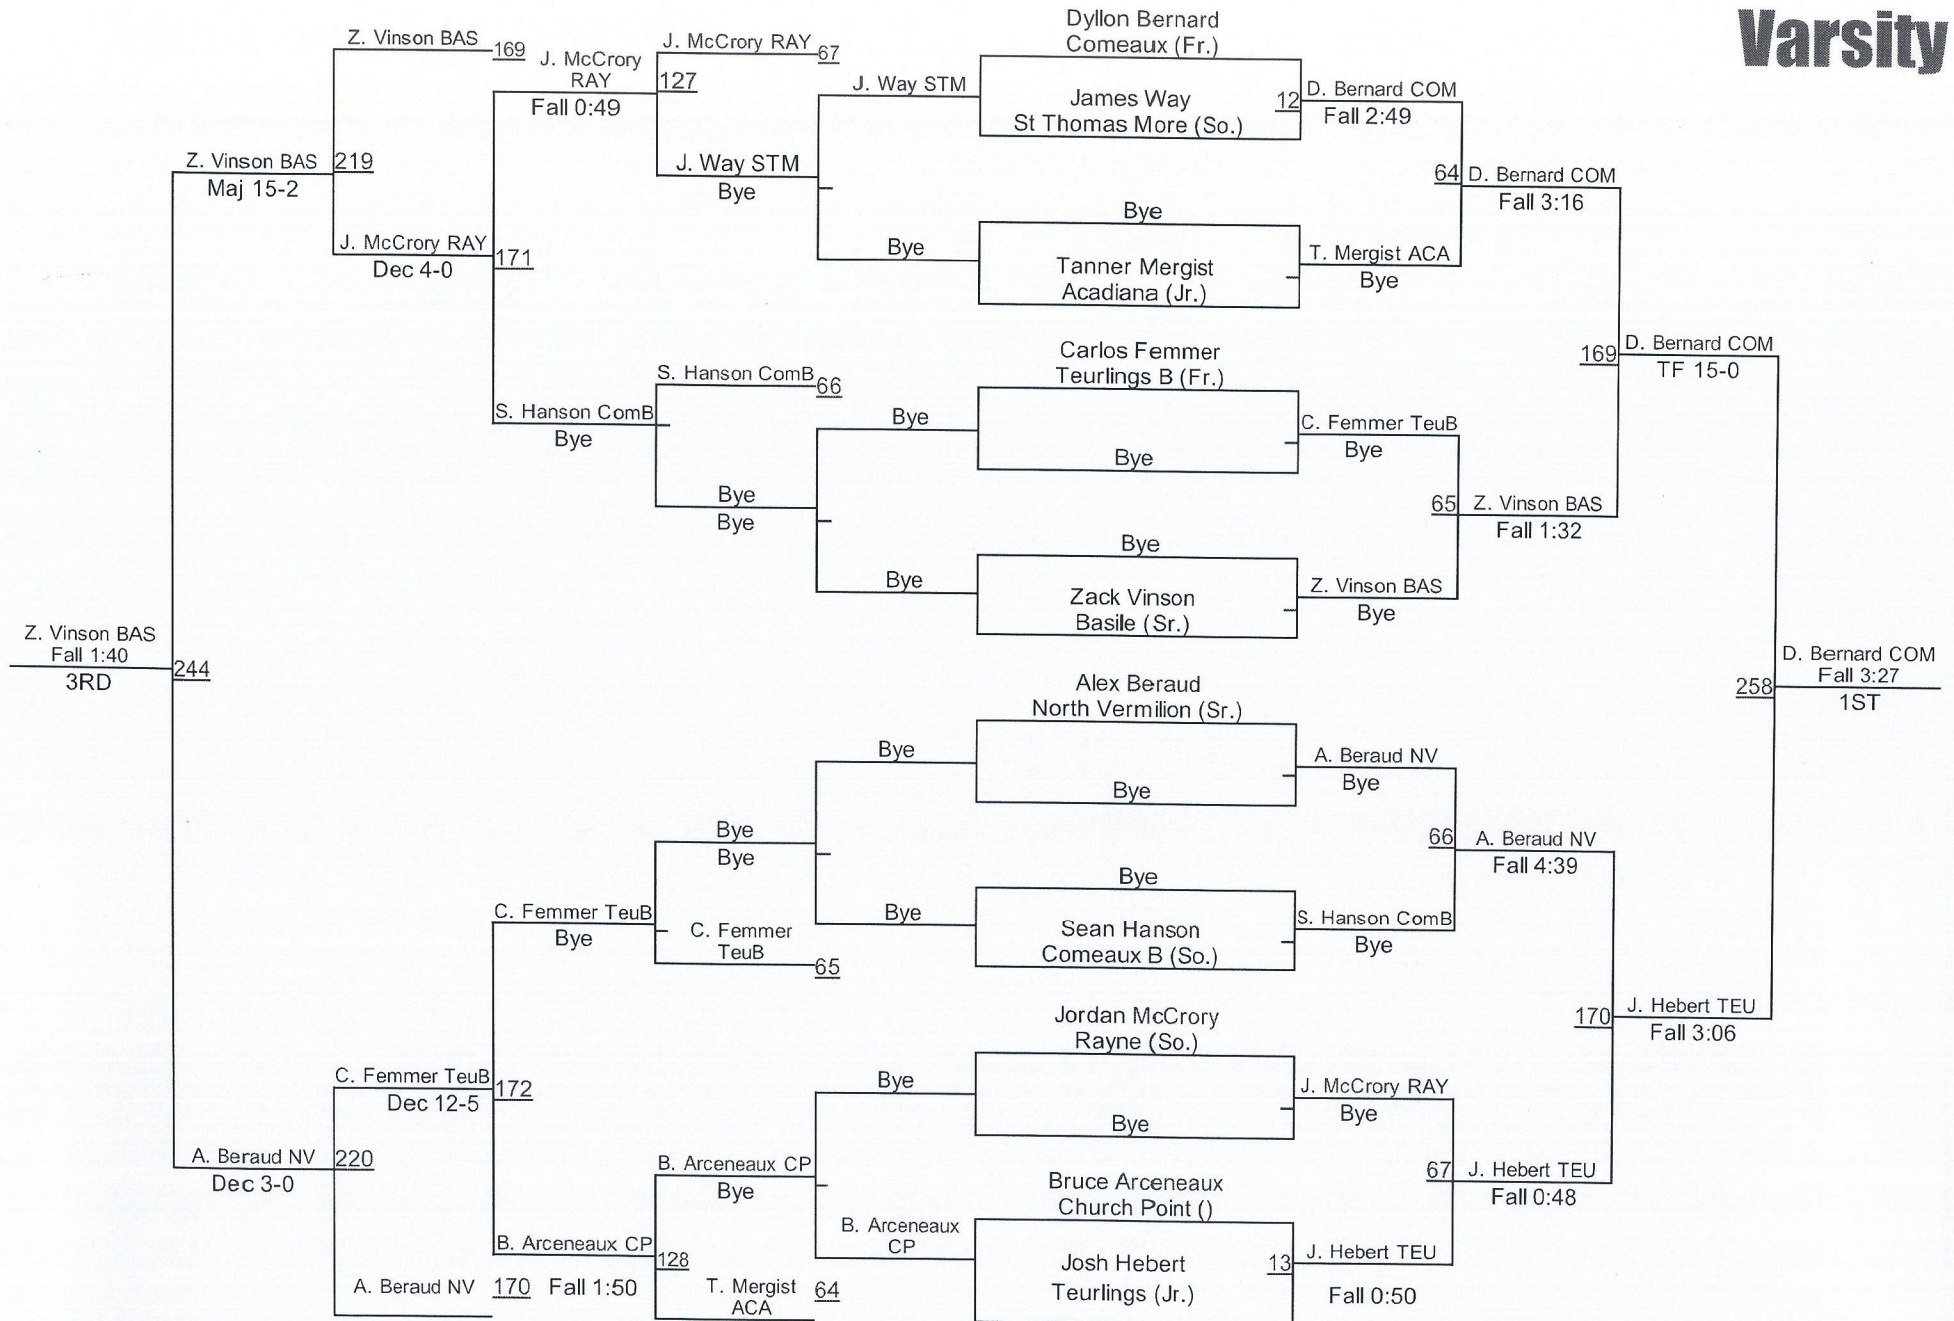 Varsity
Dyllon Bernard
Comeaux (Fr.)
Z. Vinson BAS
169
J. McCrory
RAY
Fall 0:49
J. McCrory RAY
67
127
J. Way STM
James Way
St Thomas More (So.)
12
D. Bernard COM
Fall 2:49
Z. Vinson BAS
219
Maj 15-2
J. Way STM
Bye
64
D. Bernard COM
Fall 3:16
J. McCrory RAY
171
Dec 4-0
Bye
Bye
Tanner Mergist
Acadiana (Jr.)
T. Mergist ACA
Bye
Carlos Femmer
Teurlings B (Fr.)
169
D. Bernard COM
TF 15-0
S. Hanson ComB
66
S. Hanson ComB
Bye
Bye
Bye
C. Femmer TeuB
Bye
Bye
Bye
65
Z. Vinson BAS
Fall 1:32
Bye
Bye
Zack Vinson
Basile (Sr.)
Z. Vinson BAS
Bye
Z. Vinson BAS
Fall 1:40
3RD
244
D. Bernard COM
Fall 3:27
1ST
258
Alex Beraud
North Vermilion (Sr.)
Bye
Bye
A. Beraud NV
Bye
Bye
Bye
66
A. Beraud NV
Fall 4:39
Bye
C. Femmer TeuB
Bye
C. Femmer
TeuB
65
Bye
Sean Hanson
Comeaux B (So.)
S. Hanson ComB
Bye
Jordan McCrory
Rayne (So.)
170
J. Hebert TEU
Fall 3:06
C. Femmer TeuB
172
Dec 12-5
Bye
Bye
J. McCrory RAY
Bye
A. Beraud NV
220
Dec 3-0
B. Arceneaux CP
Bye
Bruce Arceneaux
Church Point ()
67
J. Hebert TEU
Fall 0:48
B. Arceneaux CP
128
B. Arceneaux
CP
Josh Hebert
Teurlings (Jr.)
13
J. Hebert TEU
Fall 0:50
A. Beraud NV
170
Fall 1:50
T. Mergist
ACA
64